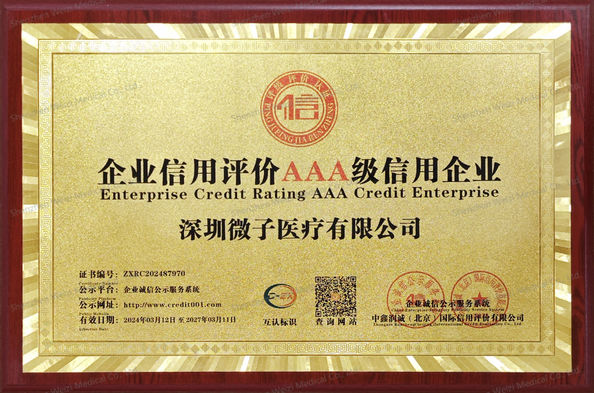 信
企业信用评价AAA级信用企业
Enterprise Credit Rating AAA Credit Enterprise
深圳微子医疗有限公司
证书编号： ZXRC202487970
公示平台： 企业诚信公示服务系统
公示网址： http://www.credit001.com
有效日期： 2024年03月12日 至 2027年03月11日
互认标识
查询网站
企业诚信公示服务系统
中鑫润诚（北京）国际信用评价有限公司